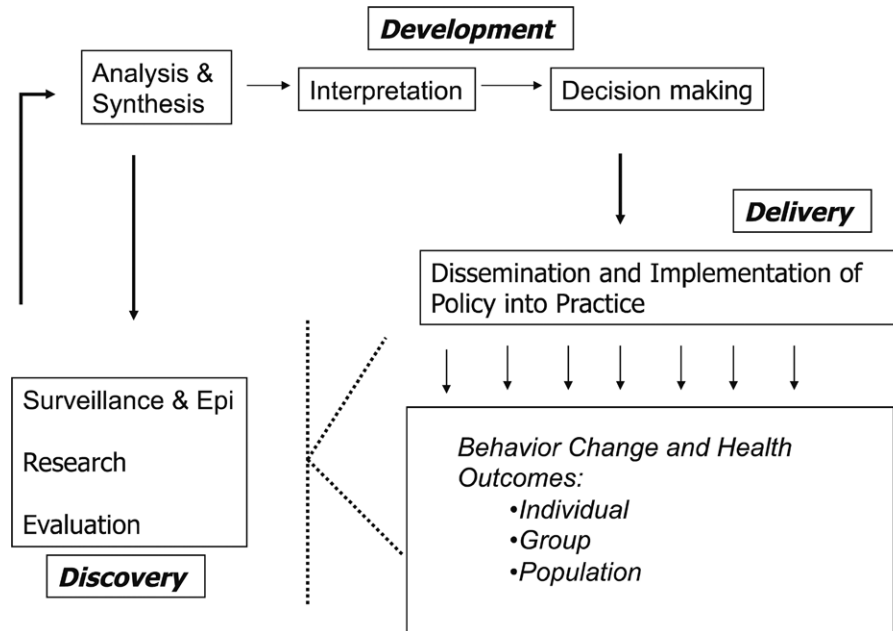 Development
Analysis &
Synthesis
Interpretation
Decision making
Delivery
Dissemination and Implementation of
Policy into Practice
Surveillance & Epi
Research
Evaluation
Discovery
Behavior Change and Health
Outcomes:
•Individual
•Group
•Population